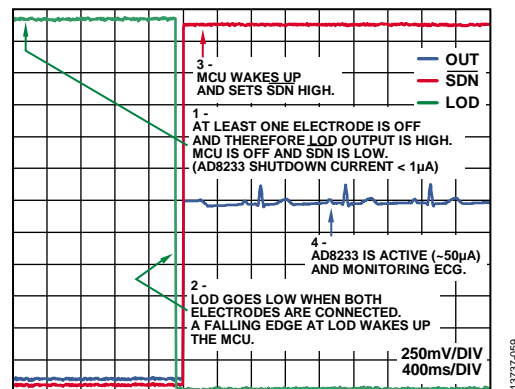 3 -
MCU WAKES UP
AND SETS SDN HIGH.
OUT
SDN
LOD
1 -
AT LEAST ONE ELECTRODE IS OFF
AND THEREFORE LOD OUTPUT IS HIGH.
MCU IS OFF AND SDN IS LOW.
(AD8233 SHUTDOWN CURRENT < 1µA)
4 -
AD8233 IS ACTIVE (~50µA)
AND MONITORING ECG.
2 -
LOD GOES LOW WHEN BOTH
ELECTRODES ARE CONNECTED.
A FALLING EDGE AT LOD WAKES UP
THE MCU.
250mV/DIV
400ms/DIV
13737-059